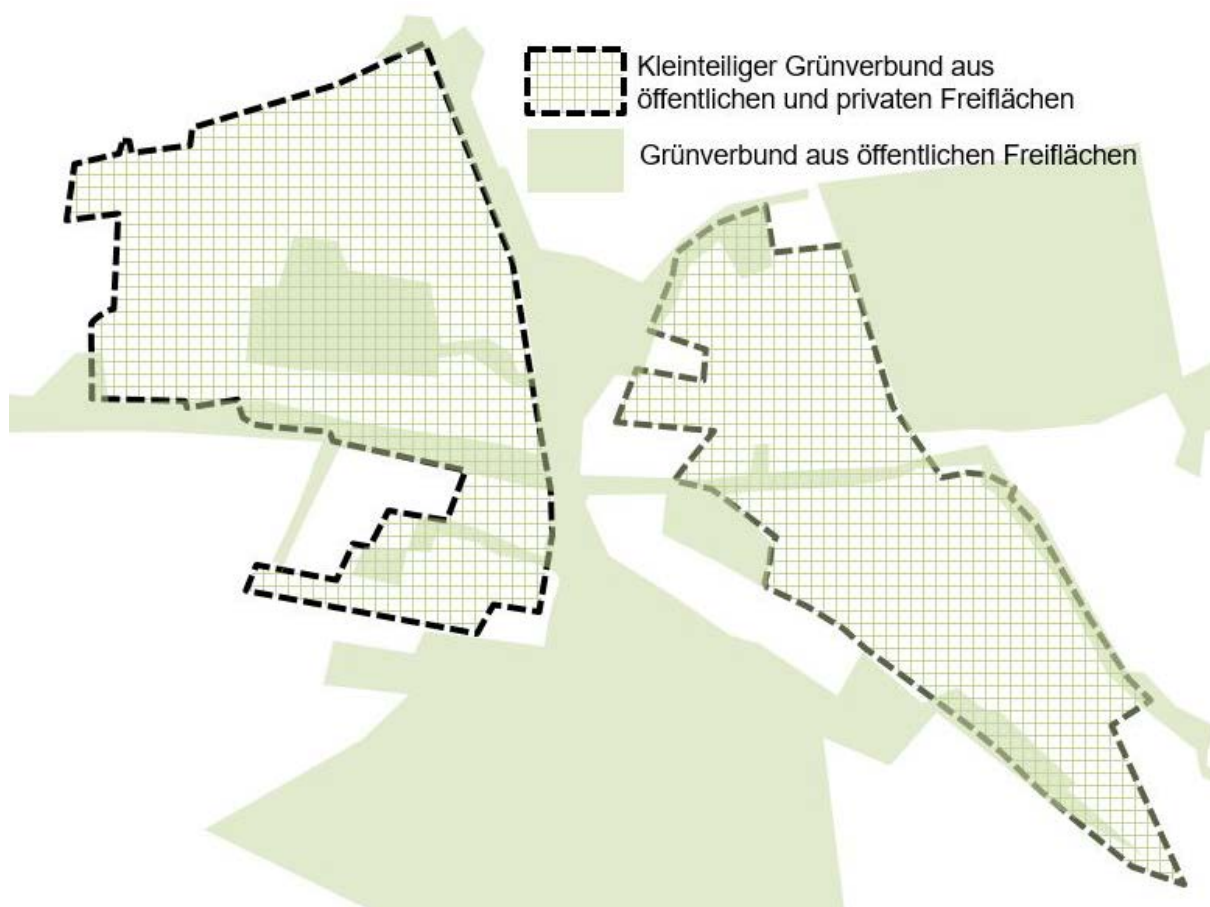 Kleinteiliger Grünverbund aus
öffentlichen und privaten Freiflächen
Grünverbund aus öffentlichen Freiflächen